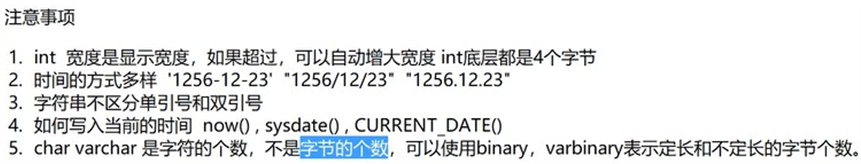 注意事项
1. int 宽度是显示宽度，如果超过，可以自动增大宽度 int底层都是4个字节
2. 时间的方式多样 '1256-12-23' "1256/12/23" "1256.12.23"
3. 字符串不区分单引号和双引号
4. 如何写入当前的时间 now() , sysdate() , CURRENT_DATE()
5. char varchar 是字符的个数，不是字节的个数，可以使用binary，varbinary表示定长和不定长的字节个数。